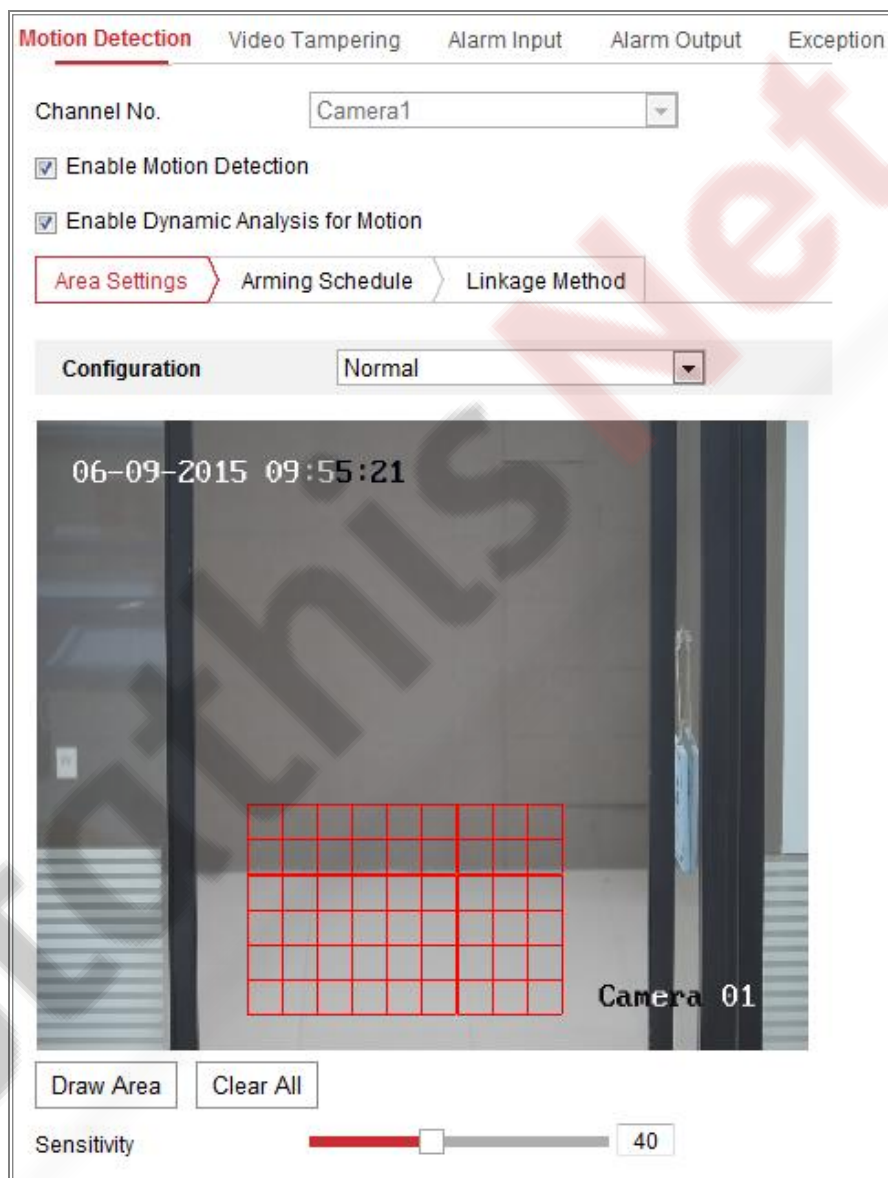 Motion Detection Video Tampering Alarm Input Alarm Output Exception
Channel No. Camera1
Enable Motion Detection
Enable Dynamic Analysis for Motion
Area Settings Arming Schedule Linkage Method
Configuration Normal
06-09-2015 09:55:21
Camera 01
Draw Area Clear All
Sensitivity 40
StathisNet